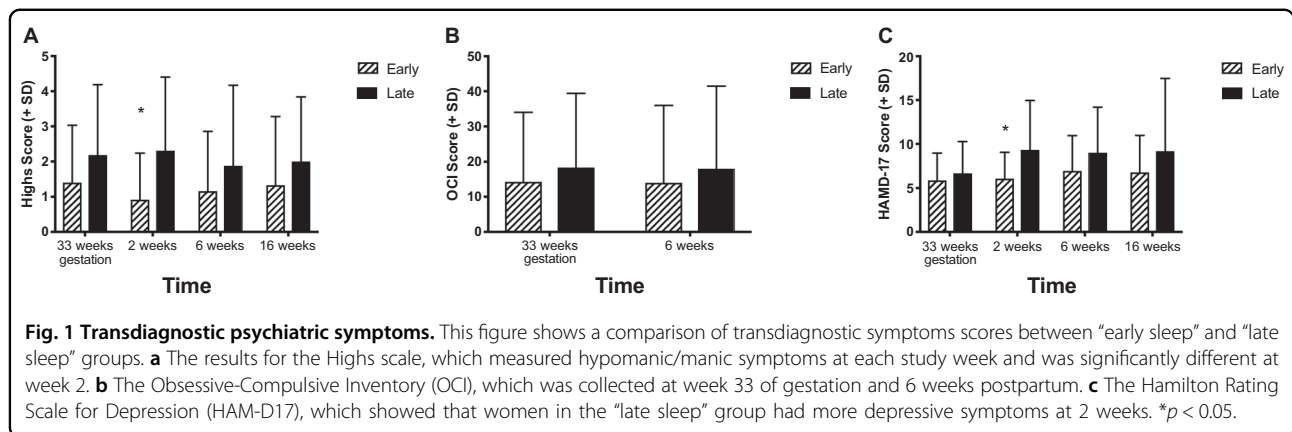 A
Highs Score (+ SD)
5
4
3
2
1
0
*
Early
Late
33 weeks
gestation
2 weeks
6 weeks
16 weeks
Time
B
OCI Score (+ SD)
50
40
30
20
10
0
Early
Late
33 weeks
gestation
6 weeks
Time
C
HAMD-17 Score (+ SD)
20
15
10
5
0
*
Early
Late
33 weeks
gestation
2 weeks
6 weeks
16 weeks
Time
Fig. 1 Transdiagnostic psychiatric symptoms. This figure shows a comparison of transdiagnostic symptoms scores between “early sleep” and “late
sleep” groups. a The results for the Highs scale, which measured hypomanic/manic symptoms at each study week and was significantly different at
week 2. b The Obsessive-Compulsive Inventory (OCI), which was collected at week 33 of gestation and 6 weeks postpartum. c The Hamilton Rating
Scale for Depression (HAM-D17), which showed that women in the “late sleep” group had more depressive symptoms at 2 weeks. *p < 0.05.